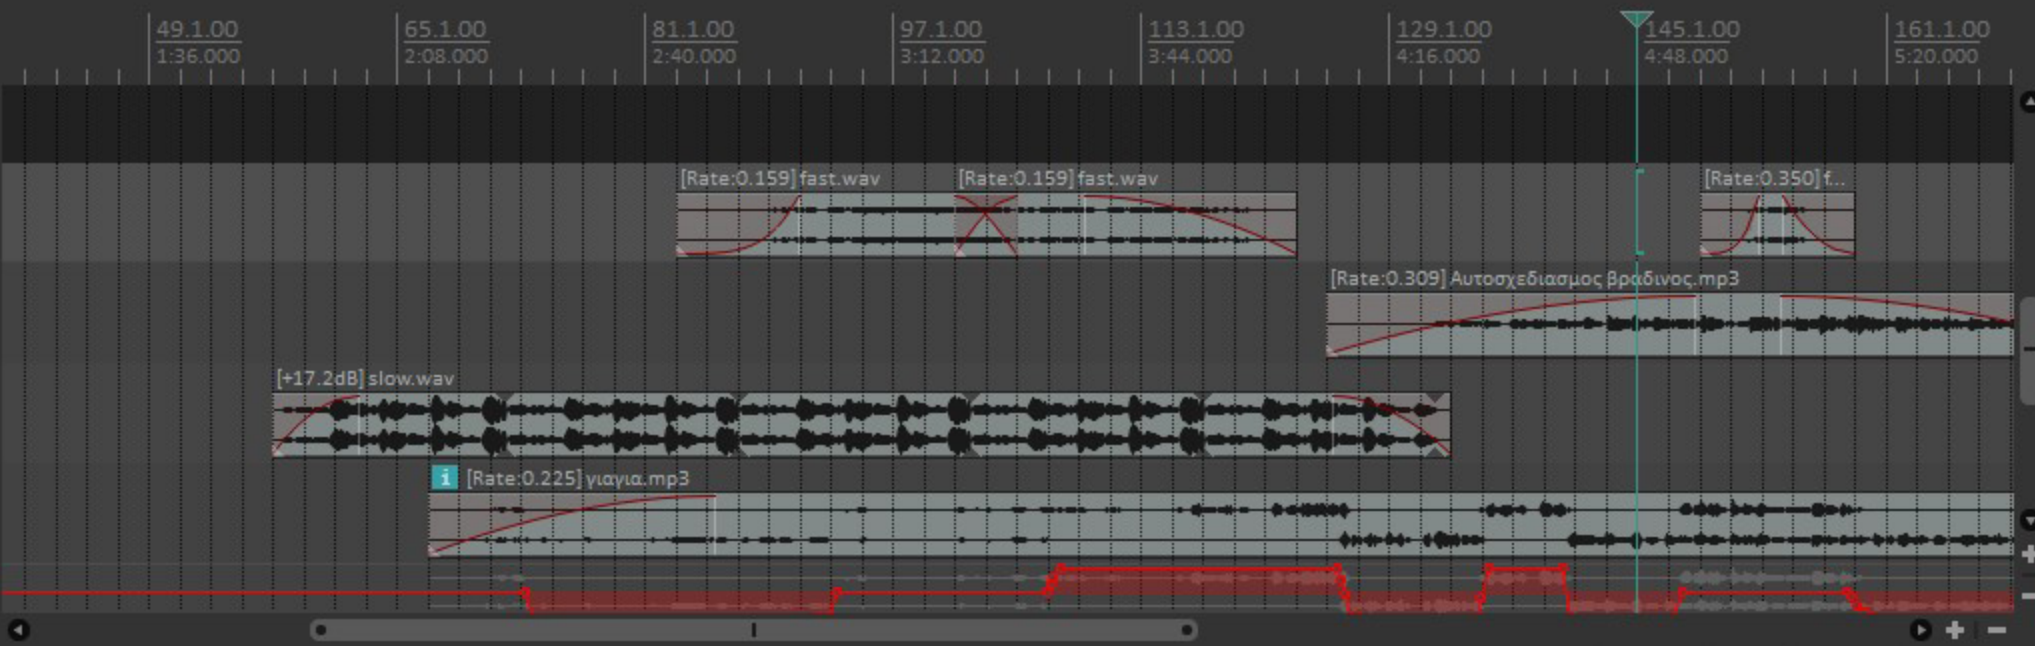 49.1.00 65.1.00 81.1.00 97.1.00 113.1.00 129.1.00 145.1.00 161.1.00
1:36.000 2:08.000 2:40.000 3:12.000 3:44.000 4:16.000 4:48.000 5:20.000
[Rate:0.159] fast.wav [Rate:0.159] fast.wav [Rate:0.350] f...
[Rate:0.309] Αυτοσχεδιασμος βραδινος.mp3
[+17.2dB] slow.wav
i [Rate:0.225] γιαγια.mp3